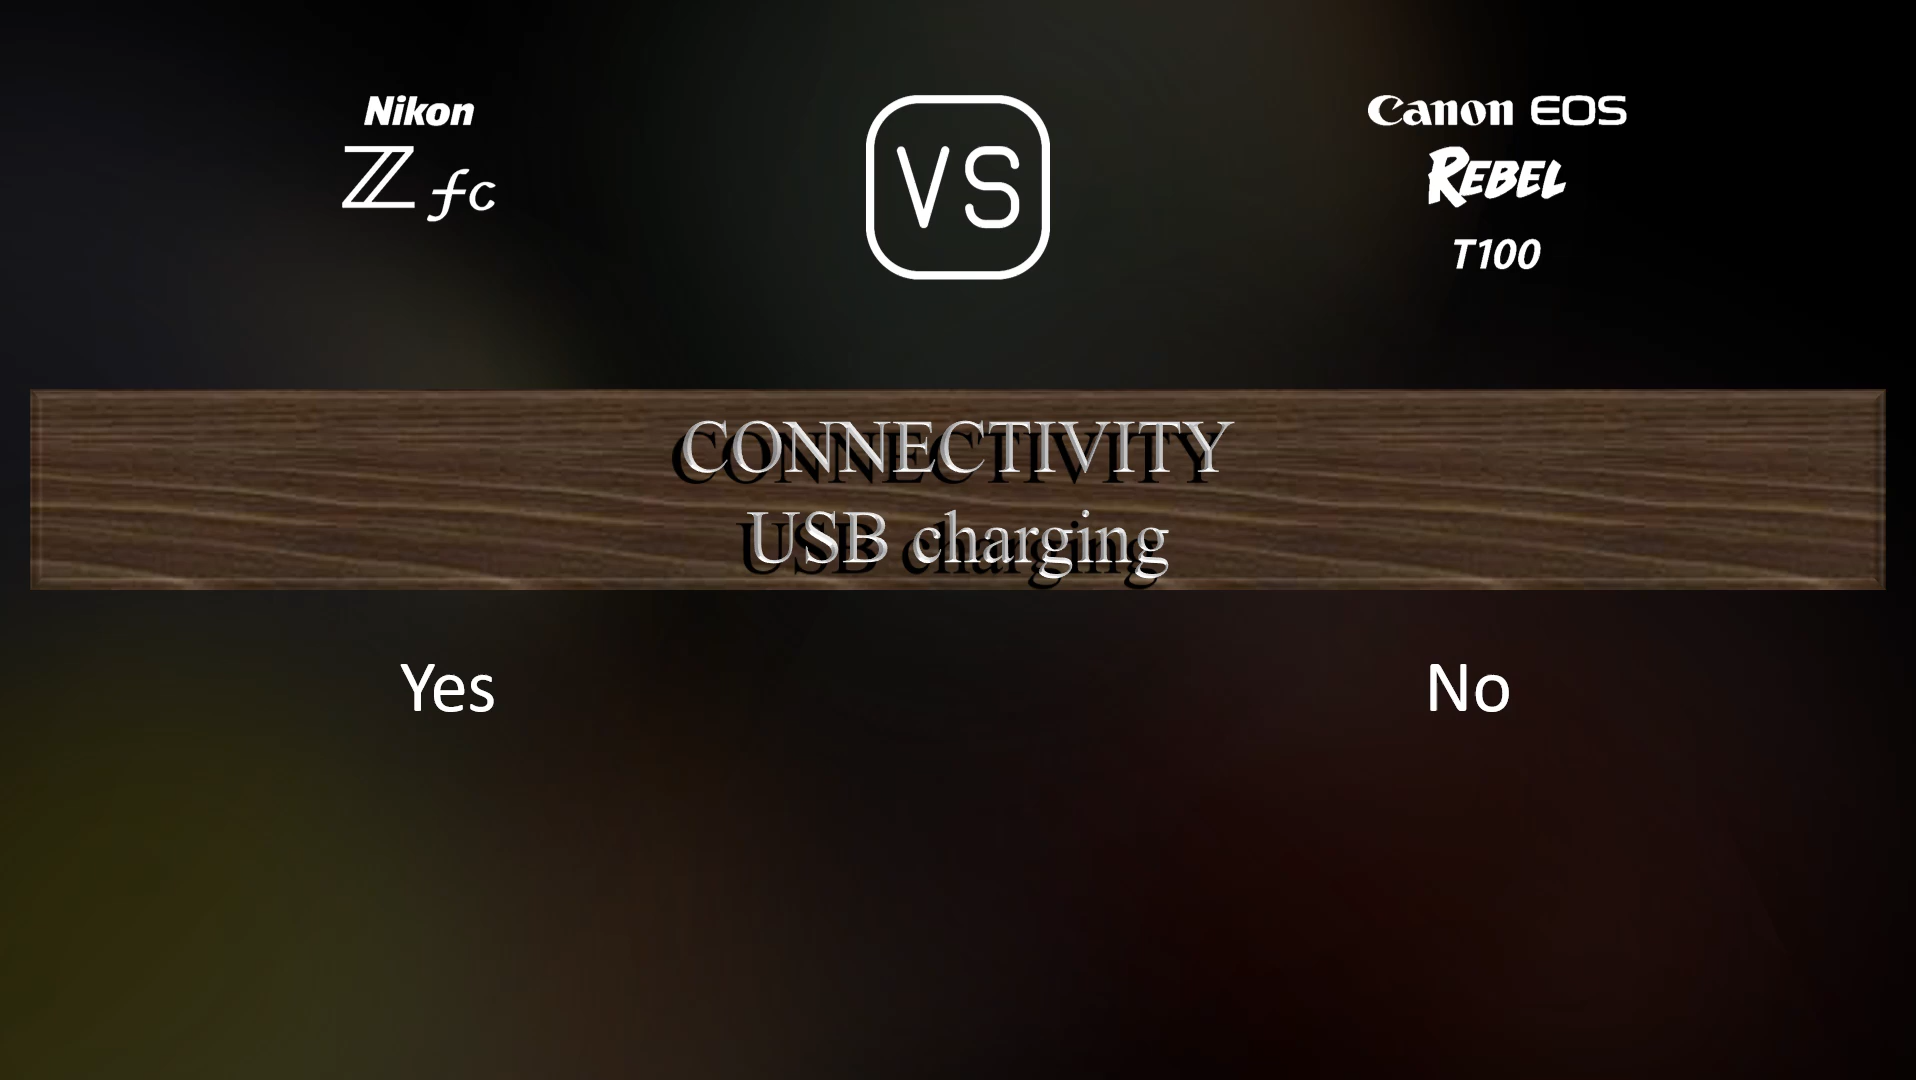 Nikon
Z fc
VS
Canon EOS
REBEL
T100
CONNECTIVITY
USB charging
Yes
No